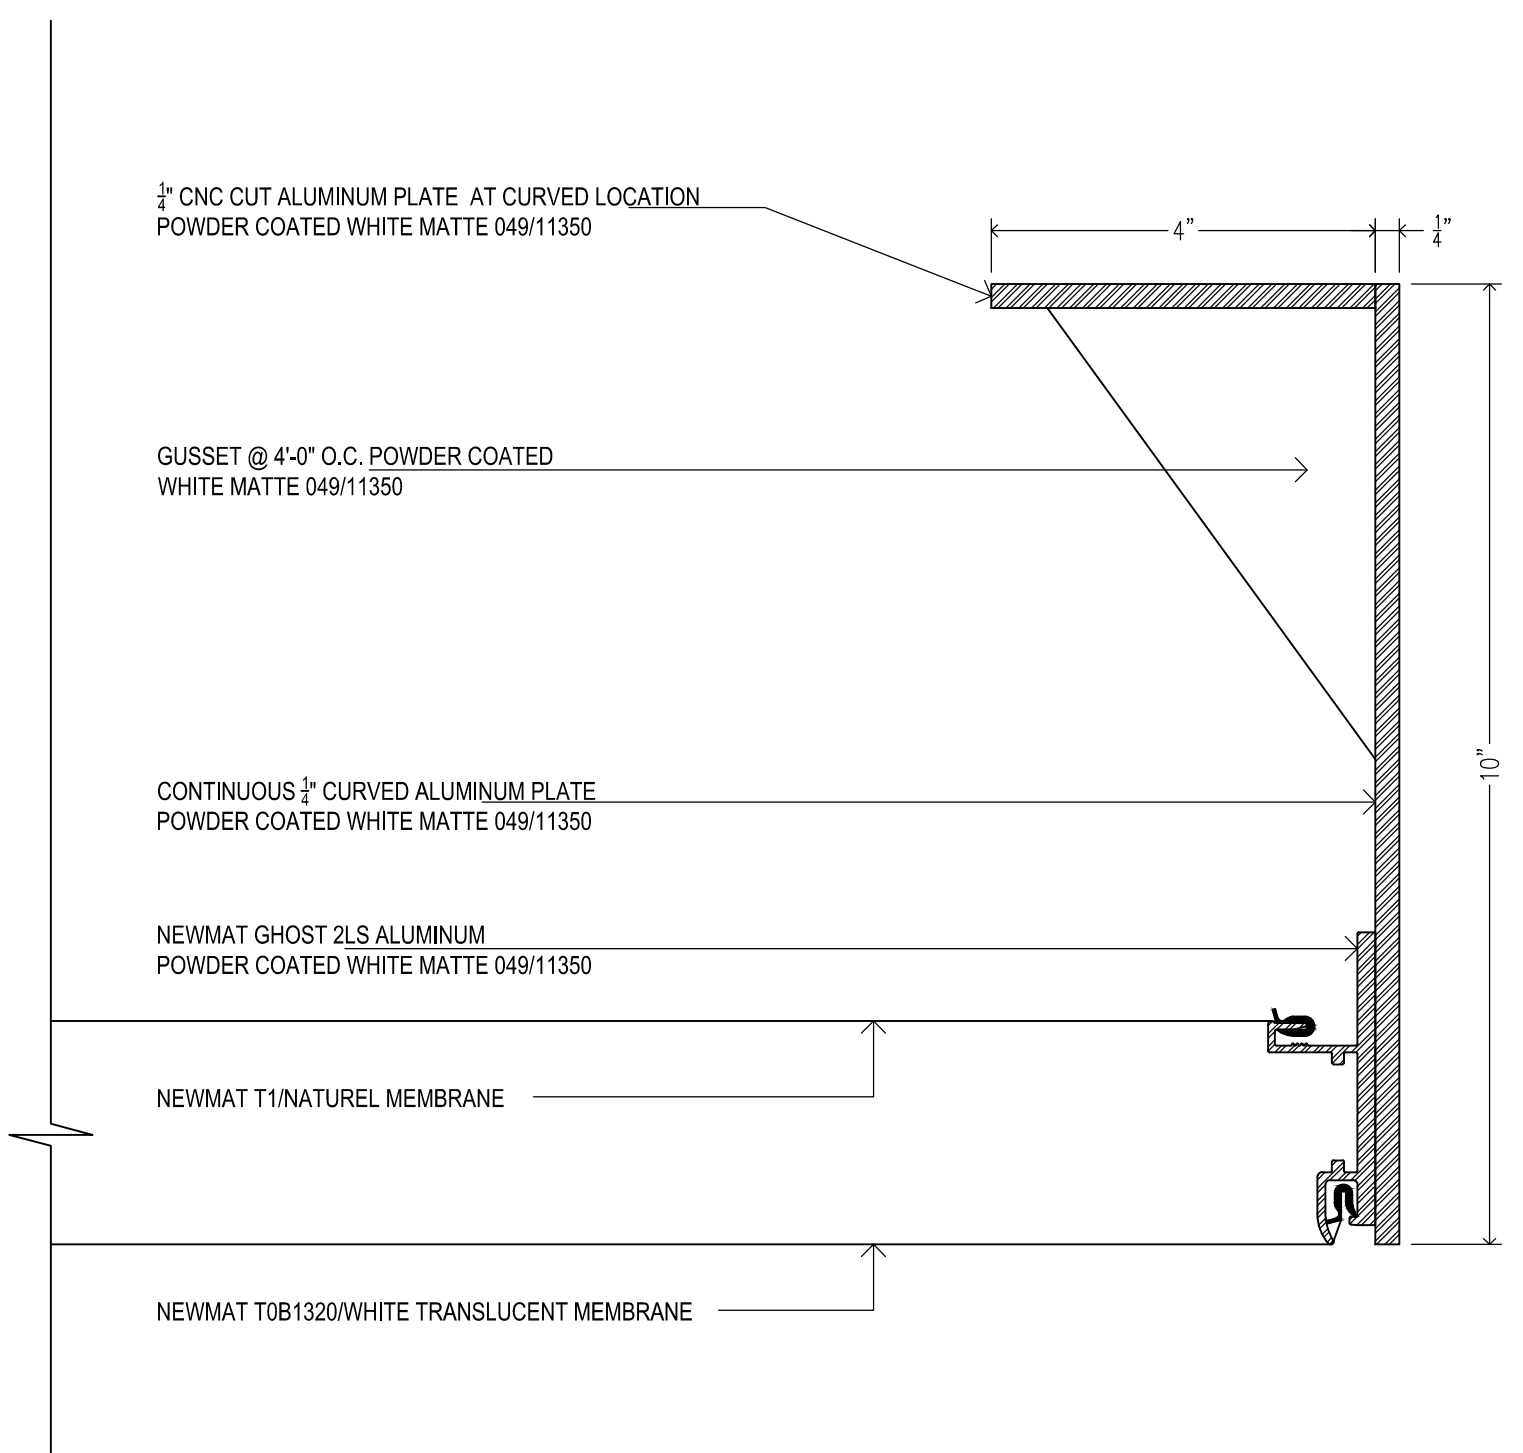 ¼" CNC CUT ALUMINUM PLATE AT CURVED LOCATION
POWDER COATED WHITE MATTE 049/11350
4"
¼"
GUSSET @ 4'-0" O.C. POWDER COATED
WHITE MATTE 049/11350
10"
CONTINUOUS ¼" CURVED ALUMINUM PLATE
POWDER COATED WHITE MATTE 049/11350
NEWMAT GHOST 2LS ALUMINUM
POWDER COATED WHITE MATTE 049/11350
NEWMAT T1/NATUREL MEMBRANE
NEWMAT T0B1320/WHITE TRANSLUCENT MEMBRANE